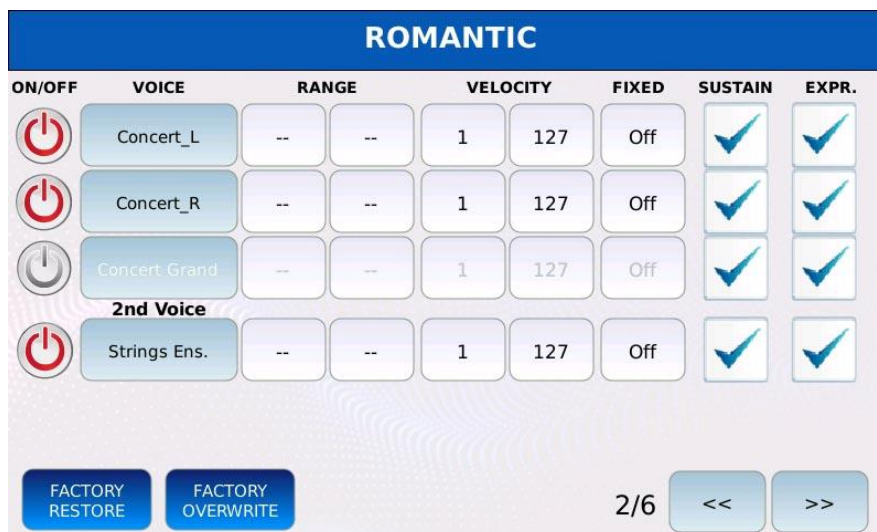 ROMANTIC
ON/OFF VOICE RANGE VELOCITY FIXED SUSTAIN EXPR.
Concert_L -- -- 1 127 Off
Concert_R -- -- 1 127 Off
Concert Grand -- -- 1 127 Off
2nd Voice
Strings Ens. -- -- 1 127 Off
FACTORY RESTORE FACTORY OVERWRITE 2/6 << >>